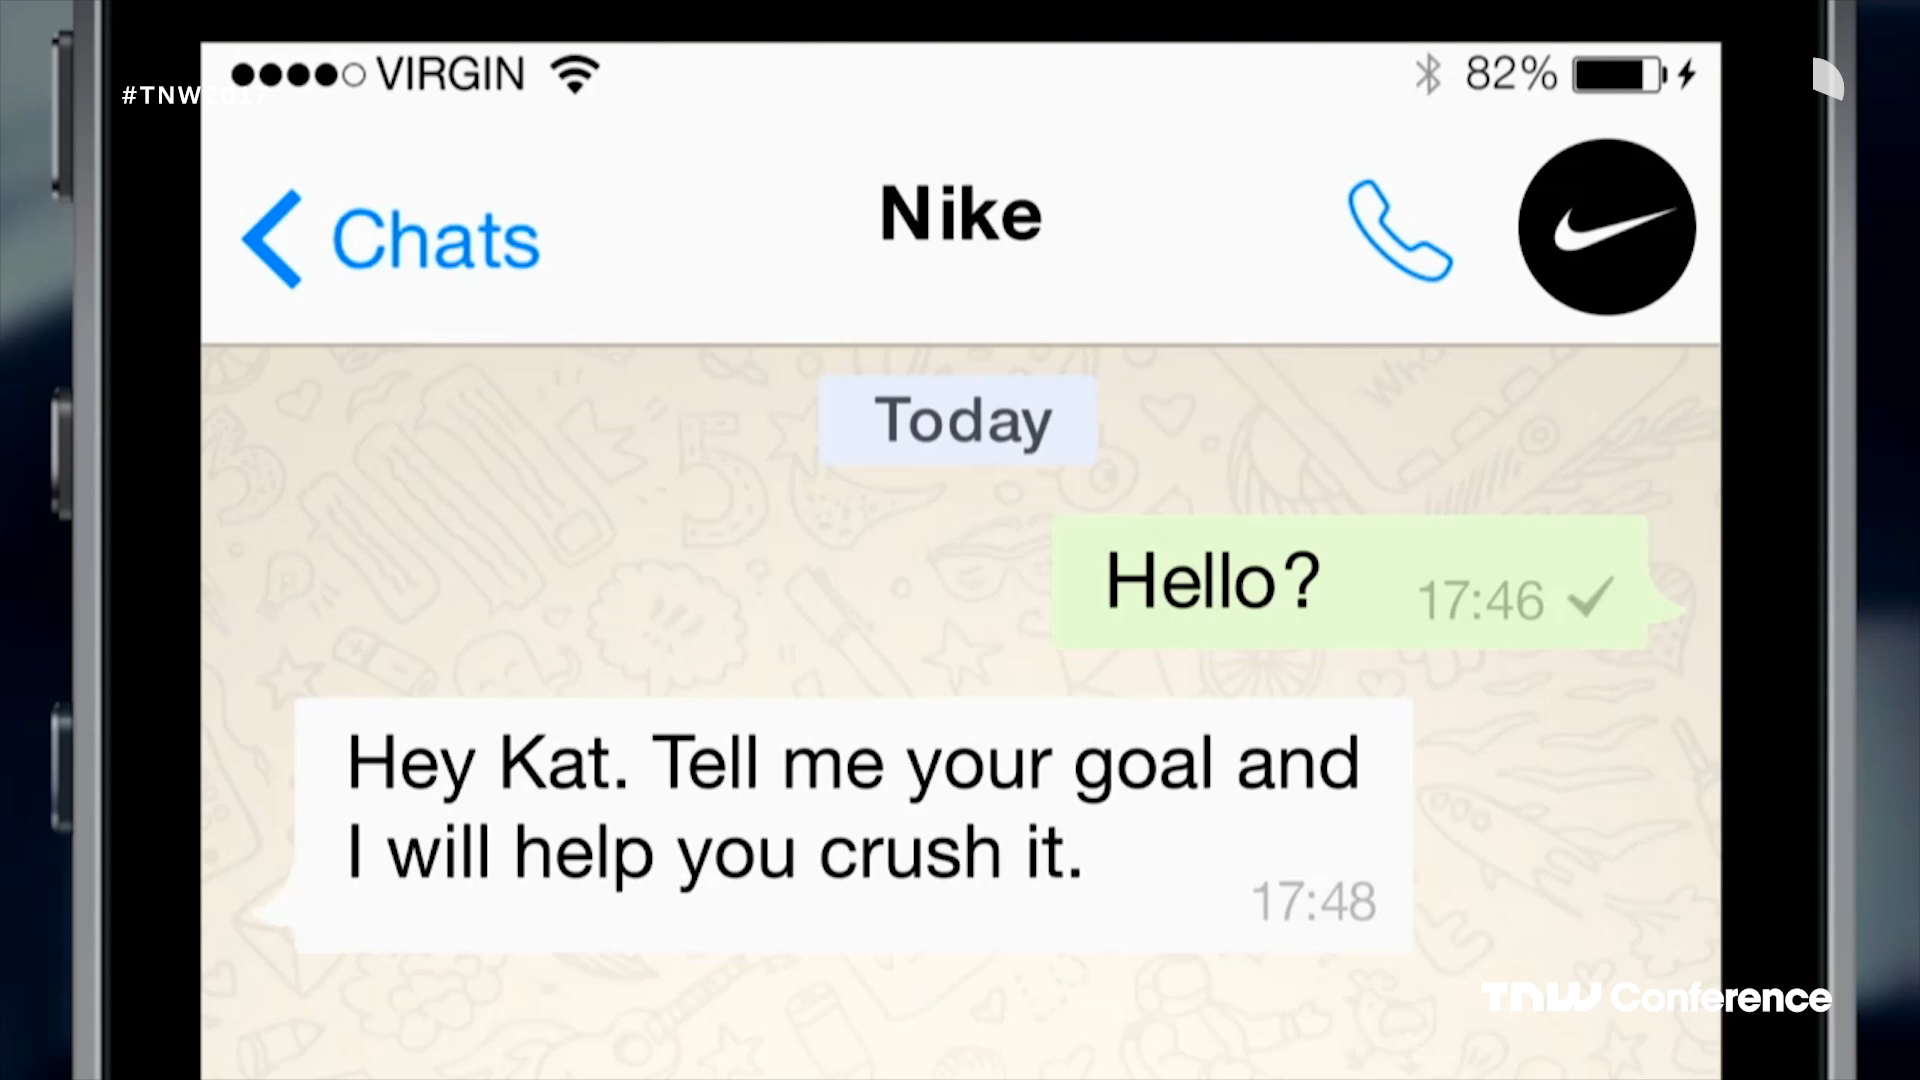 #TNW2017
VIRGIN
82%
Chats
Nike
Today
Hello?
17:46
Hey Kat. Tell me your goal and
I will help you crush it.
17:48
TNW Conference